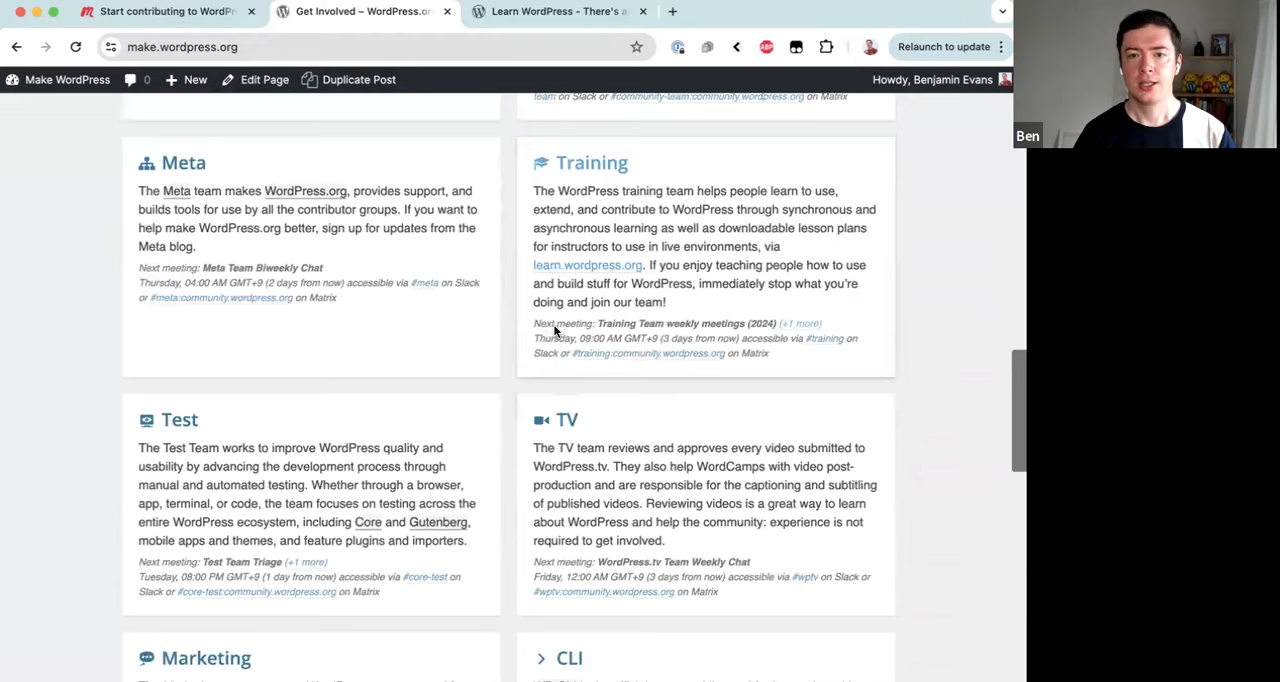 Start contributing to WordPr
Get Involved – WordPress.or
Learn WordPress - There's a
make.wordpress.org
ABP
Relaunch to update
Make WordPress
0
New
Edit Page
Duplicate Post
Howdy, Benjamin Evans
Ben
team on Slack or #community-team:community.wordpress.org on Matrix
Meta
The Meta team makes WordPress.org, provides support, and
builds tools for use by all the contributor groups. If you want to
help make WordPress.org better, sign up for updates from the
Meta blog.
Next meeting: Meta Team Biweekly Chat
Thursday, 04:00 AM GMT+9 (2 days from now) accessible via #meta on Slack
or #meta:community.wordpress.org on Matrix
Training
The WordPress training team helps people learn to use,
extend, and contribute to WordPress through synchronous and
asynchronous learning as well as downloadable lesson plans
for instructors to use in live environments, via
learn.wordpress.org. If you enjoy teaching people how to use
and build stuff for WordPress, immediately stop what you're
doing and join our team!
Next meeting: Training Team weekly meetings (2024) (+1 more)
Thursday, 09:00 AM GMT+9 (3 days from now) accessible via #training on
Slack or #training:community.wordpress.org on Matrix
Test
The Test Team works to improve WordPress quality and
usability by advancing the development process through
manual and automated testing. Whether through a browser,
app, terminal, or code, the team focuses on testing across the
entire WordPress ecosystem, including Core and Gutenberg,
mobile apps and themes, and feature plugins and importers.
Next meeting: Test Team Triage (+1 more)
Tuesday, 08:00 PM GMT+9 (1 day from now) accessible via #core-test on
Slack or #core-test:community.wordpress.org on Matrix
TV
The TV team reviews and approves every video submitted to
WordPress.tv. They also help WordCamps with video post-
production and are responsible for the captioning and subtitling
of published videos. Reviewing videos is a great way to learn
about WordPress and help the community: experience is not
required to get involved.
Next meeting: WordPress.tv Team Weekly Chat
Friday, 12:00 AM GMT+9 (3 days from now) accessible via #wptv on Slack or
#wptv:community.wordpress.org on Matrix
Marketing
CLI